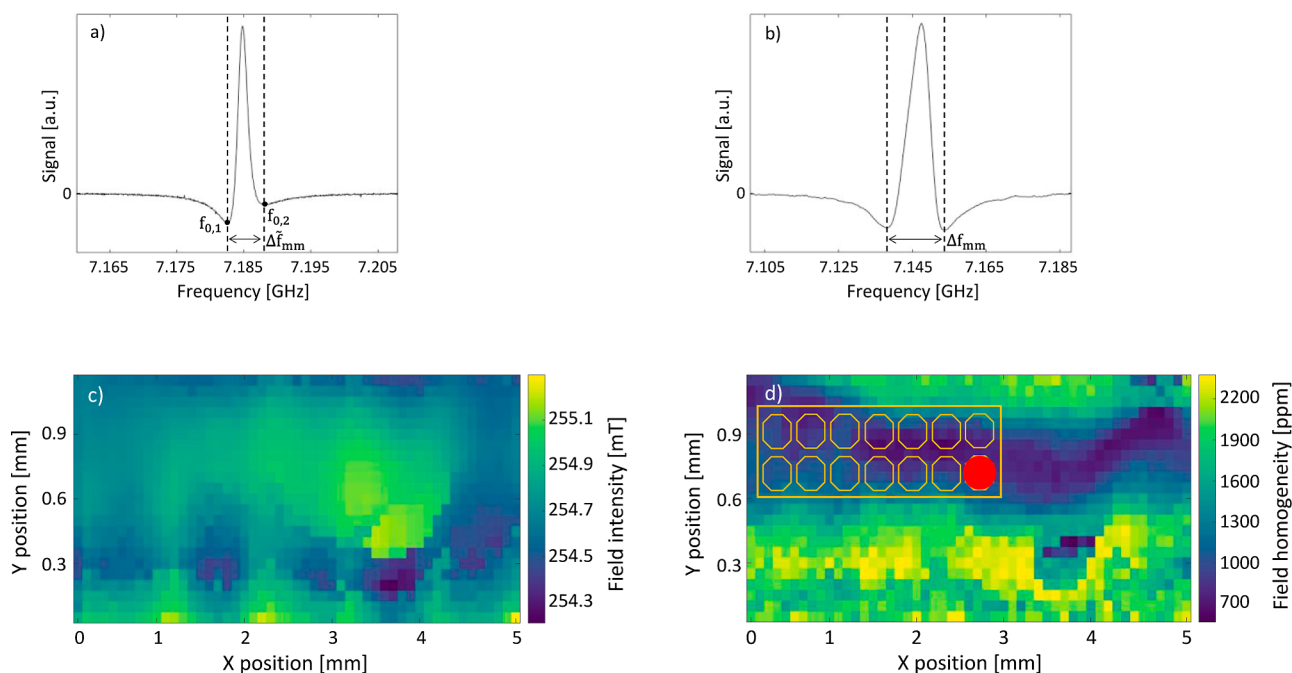 a)
Signal [a.u.]
0
f0,1
f0,2
Δf̃mm
7.165 7.175 7.185 7.195 7.205
Frequency [GHz]
b)
Signal [a.u.]
0
Δfmm
7.105 7.125 7.145 7.165 7.185
Frequency [GHz]
c)
Y position [mm]
0.9
0.6
0.3
0 1 2 3 4 5
X position [mm]
255.1
254.9
254.7
254.5
254.3
Field intensity [mT]
d)
Y position [mm]
0.9
0.6
0.3
0 1 2 3 4 5
X position [mm]
2200
1900
1600
1300
1000
700
Field homogeneity [ppm]